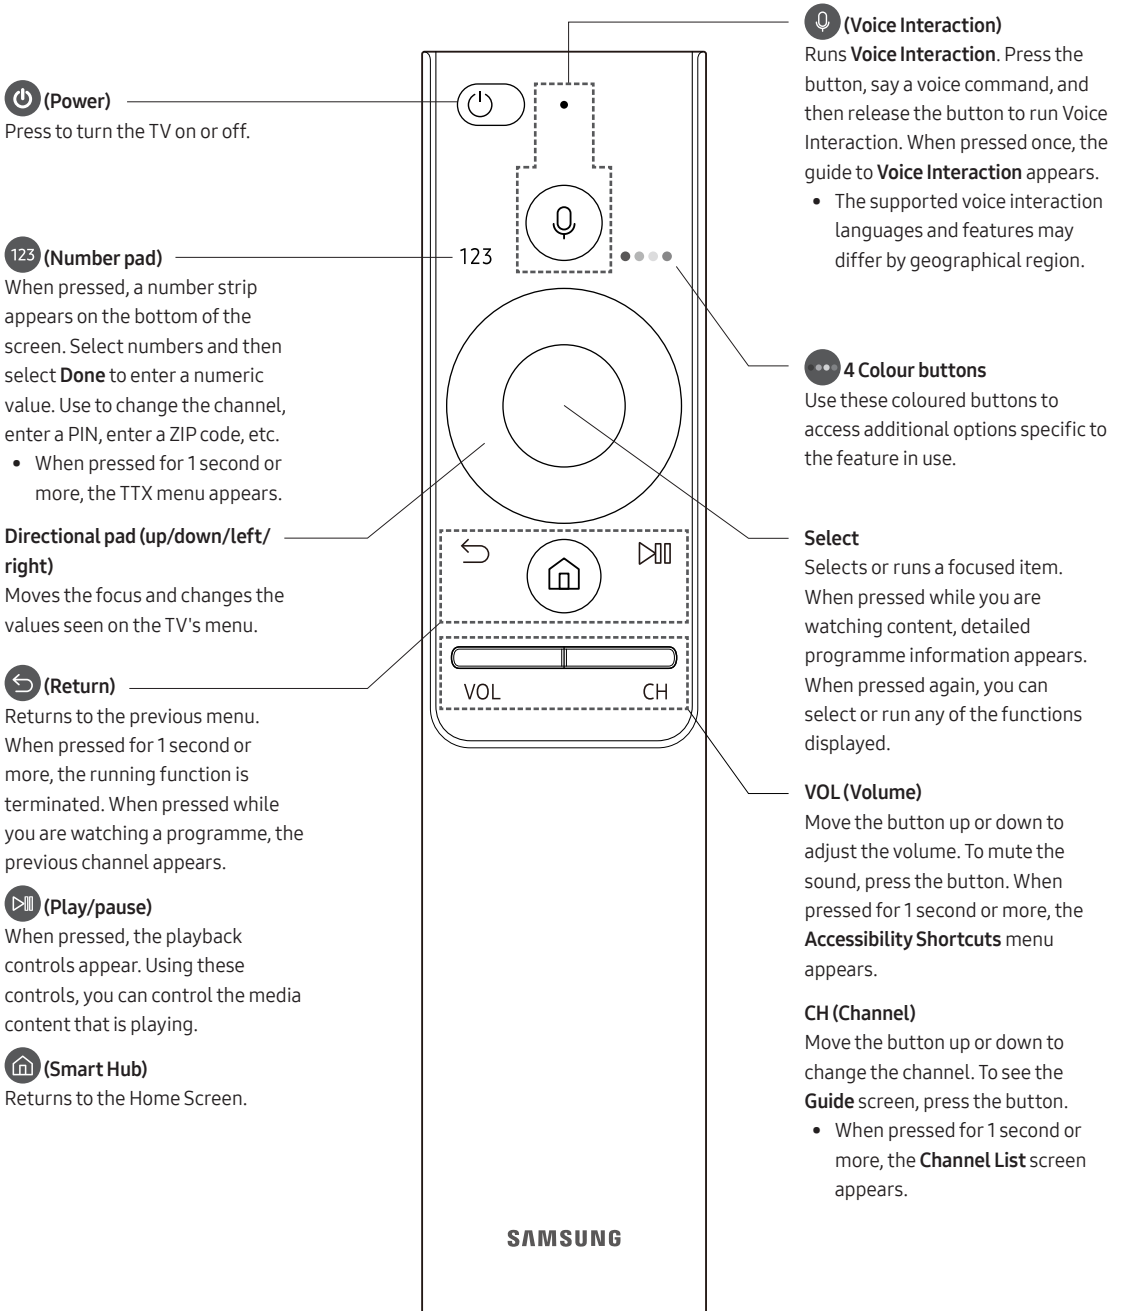 (Power)
Press to turn the TV on or off.
123 (Number pad)
When pressed, a number strip
appears on the bottom of the
screen. Select numbers and then
select Done to enter a numeric
value. Use to change the channel,
enter a PIN, enter a ZIP code, etc.
• When pressed for 1 second or
more, the TTX menu appears.
Directional pad (up/down/left/
right)
Moves the focus and changes the
values seen on the TV's menu.
(Return)
Returns to the previous menu.
When pressed for 1 second or
more, the running function is
terminated. When pressed while
you are watching a programme, the
previous channel appears.
(Play/pause)
When pressed, the playback
controls appear. Using these
controls, you can control the media
content that is playing.
(Smart Hub)
Returns to the Home Screen.
123
VOL CH
SAMSUNG
(Voice Interaction)
Runs Voice Interaction. Press the
button, say a voice command, and
then release the button to run Voice
Interaction. When pressed once, the
guide to Voice Interaction appears.
• The supported voice interaction
languages and features may
differ by geographical region.
4 Colour buttons
Use these coloured buttons to
access additional options specific to
the feature in use.
Select
Selects or runs a focused item.
When pressed while you are
watching content, detailed
programme information appears.
When pressed again, you can
select or run any of the functions
displayed.
VOL (Volume)
Move the button up or down to
adjust the volume. To mute the
sound, press the button. When
pressed for 1 second or more, the
Accessibility Shortcuts menu
appears.
CH (Channel)
Move the button up or down to
change the channel. To see the
Guide screen, press the button.
• When pressed for 1 second or
more, the Channel List screen
appears.